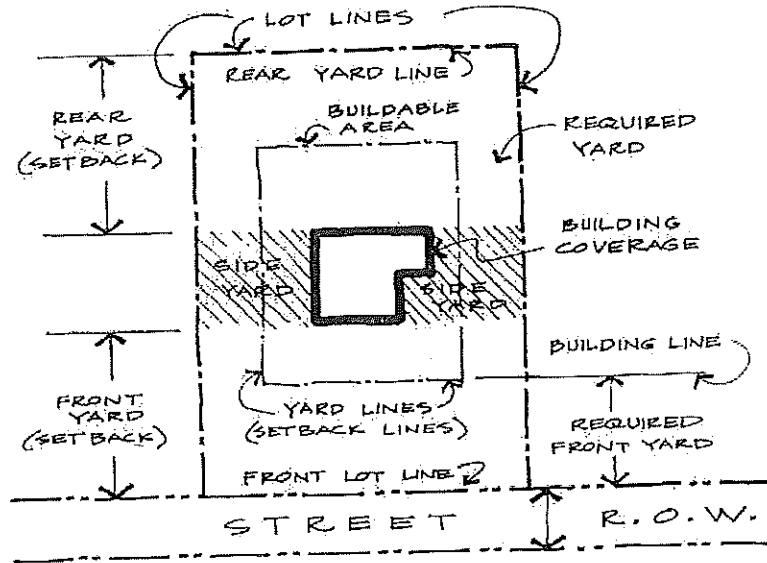 LOT LINES
REAR YARD LINE
BUILDABLE
AREA
REAR
YARD
(SETBACK)
REQUIRED
YARD
BUILDING
COVERAGE
SIDE
YARD
SIDE
YARD
BUILDING LINE
FRONT
YARD
(SETBACK)
YARD LINES
(SETBACK LINES)
REQUIRED
FRONT YARD
FRONT LOT LINE
STREET
R.O.W.